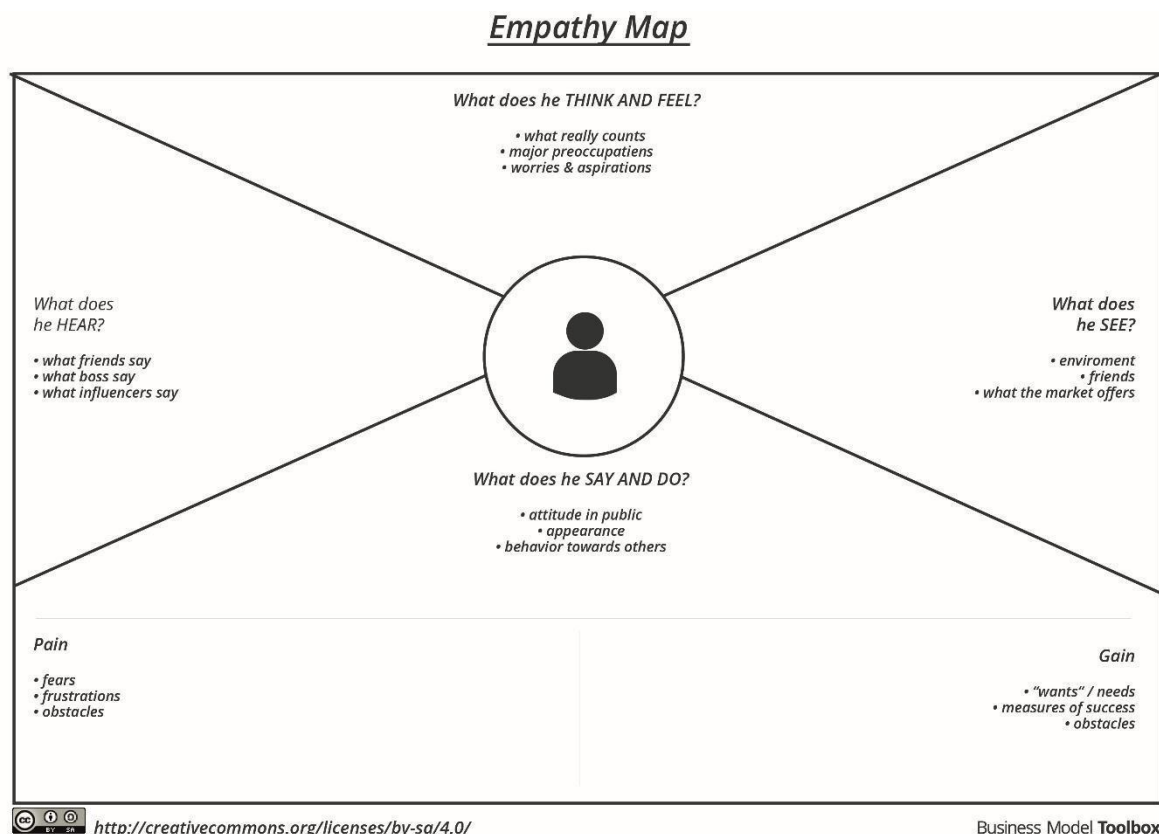 Empathy Map
What does he THINK AND FEEL?
• what really counts
• major preoccupatiens
• worries & aspirations
What does
he HEAR?
• what friends say
• what boss say
• what influencers say
What does
he SEE?
• enviroment
• friends
• what the market offers
What does he SAY AND DO?
• attitude in public
• appearance
• behavior towards others
Pain
• fears
• frustrations
• obstacles
Gain
• “wants” / needs
• measures of success
• obstacles
cc BY SA http://creativecommons.org/licenses/by-sa/4.0/
Business Model Toolbox